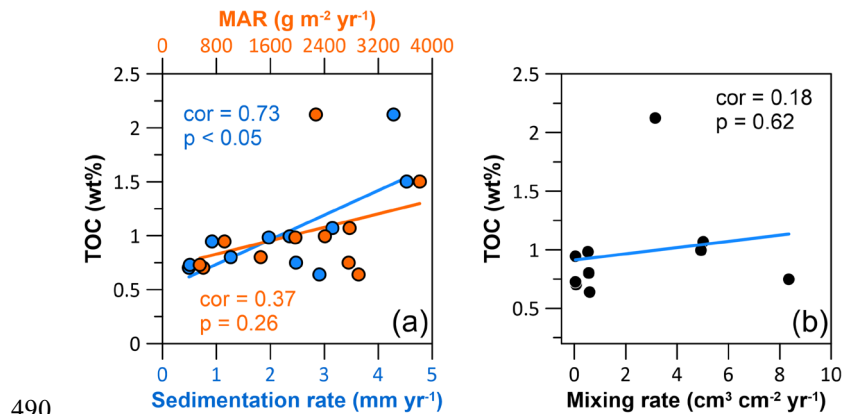 MAR (g m⁻² yr⁻¹)
0 800 1600 2400 3200 4000
TOC (wt%)
2.5
2
1.5
1
0.5
0
cor = 0.73
p < 0.05
cor = 0.37
p = 0.26
(a)
0 1 2 3 4 5
Sedimentation rate (mm yr⁻¹)
TOC (wt%)
2.5
2
1.5
1
0.5
cor = 0.18
p = 0.62
(b)
0 2 4 6 8 10
Mixing rate (cm³ cm⁻² yr⁻¹)
490